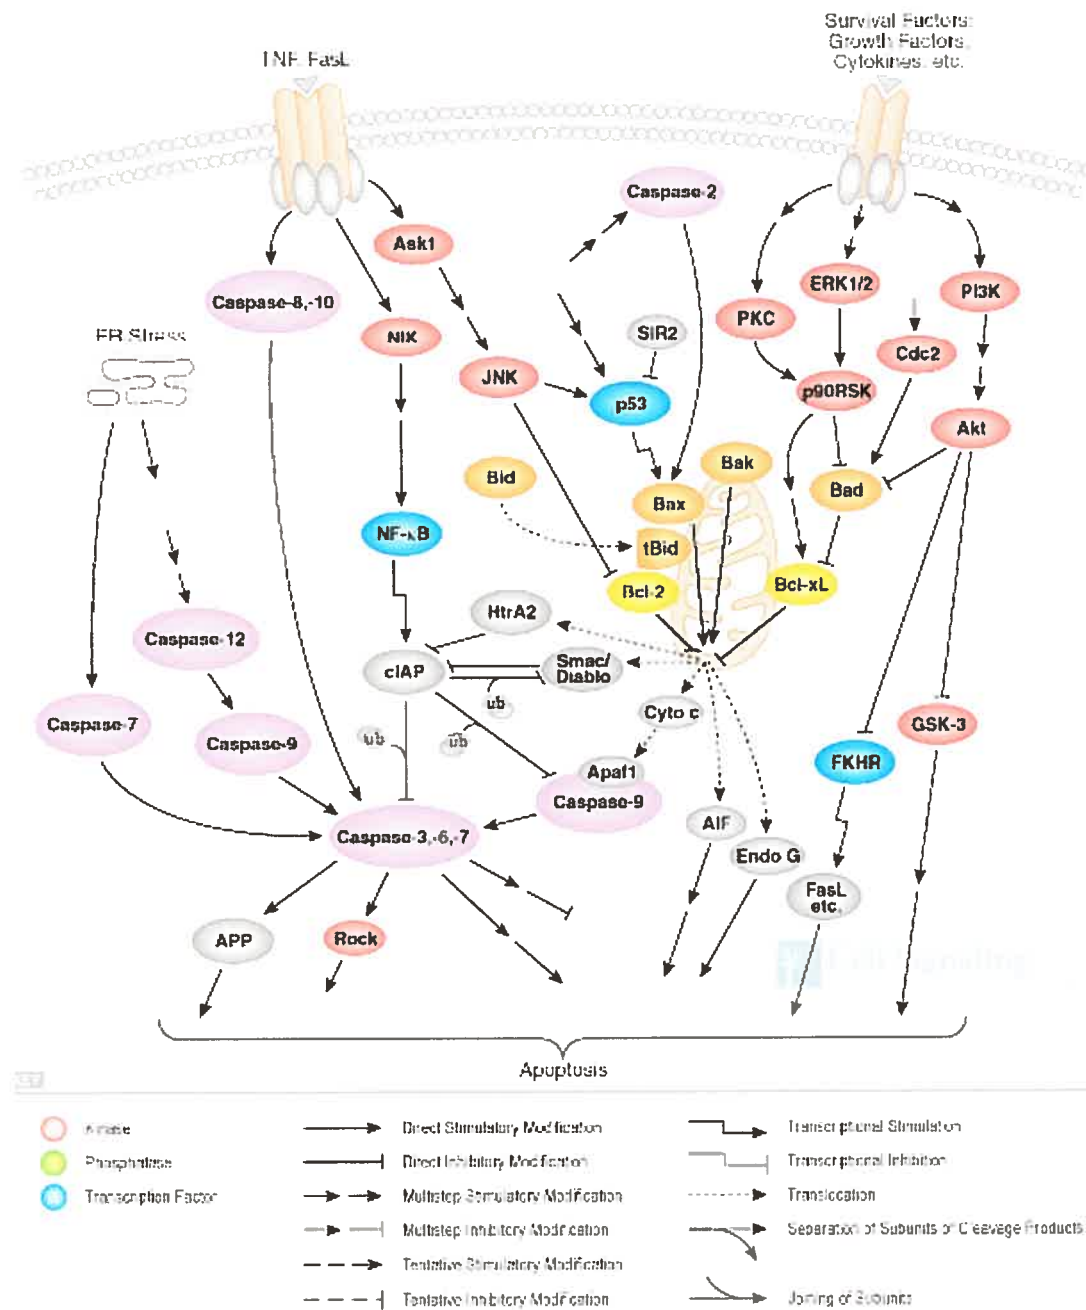 Survival Factors:
Growth Factors,
Cytokines, etc.
TNF, FasL
Caspase-2
Ask1
Caspase-8,-10
ERK1/2
PI3K
PKC
SIR2
NIK
ER Stress
Cdc2
JNK
p53
p90RSK
Akt
Bak
Bid
Bad
Bax
NF-κB
tBid
Bcl-2
Bcl-xL
HtrA2
Caspase-12
cIAP
Smac/
Diablo
ub
Cyto c
Caspase-7
Caspase-9
ub
ub
GSK-3
FKHR
Apaf1
Caspase-9
AIF
Caspase-3,-6,-7
Endo G
FasL
etc.
APP
Rock
Apoptosis
Kinase
Phosphatase
Transcription Factor
Direct Stimulatory Modification
Direct Inhibitory Modification
Multistep Stimulatory Modification
Multistep Inhibitory Modification
Tentative Stimulatory Modification
Tentative Inhibitory Modification
Transcriptional Stimulation
Transcriptional Inhibition
Translocation
Separation of Subunits or Cleavage Products
Joining of Subunits